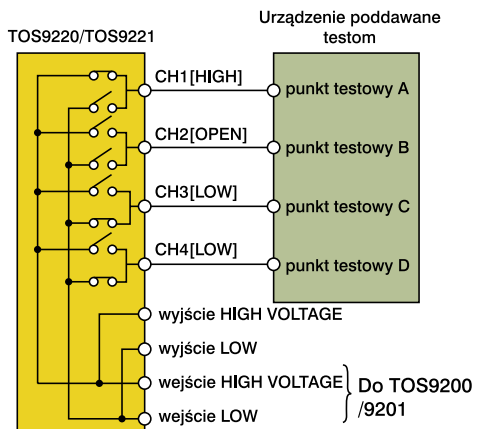 Urządzenie poddawane
testom
TOS9220/TOS9221
CH1[HIGH]
punkt testowy A
CH2[OPEN]
punkt testowy B
CH3[LOW]
punkt testowy C
CH4[LOW]
punkt testowy D
wyjście HIGH VOLTAGE
wyjście LOW
wejście HIGH VOLTAGE
wejście LOW
Do TOS9200
/9201